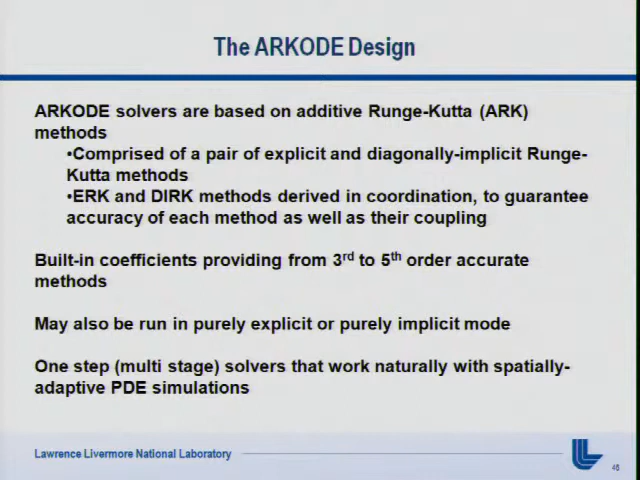 The ARKODE Design
ARKODE solvers are based on additive Runge-Kutta (ARK)
methods
•Comprised of a pair of explicit and diagonally-implicit Runge-
Kutta methods
•ERK and DIRK methods derived in coordination, to guarantee
accuracy of each method as well as their coupling
Built-in coefficients providing from 3rd to 5th order accurate
methods
May also be run in purely explicit or purely implicit mode
One step (multi stage) solvers that work naturally with spatially-
adaptive PDE simulations
Lawrence Livermore National Laboratory